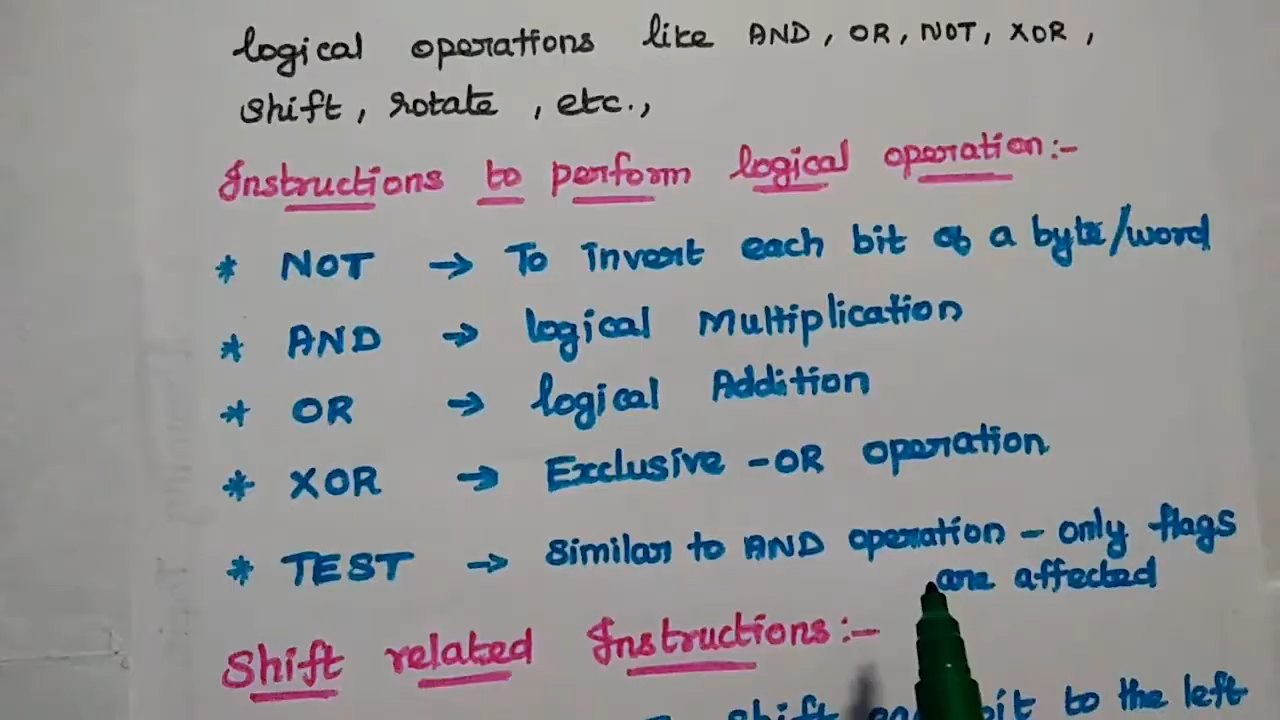 logical operations like AND, OR, NOT, XOR,
shift, rotate, etc.,
Instructions to perform logical operation:-
* NOT → To invert each bit of a byte/word
* AND → logical Multiplication
* OR → logical Addition
* XOR → Exclusive-OR operation
* TEST → Similar to AND operation - only flags
are affected
Shift related Instructions:-
shift bit to the left